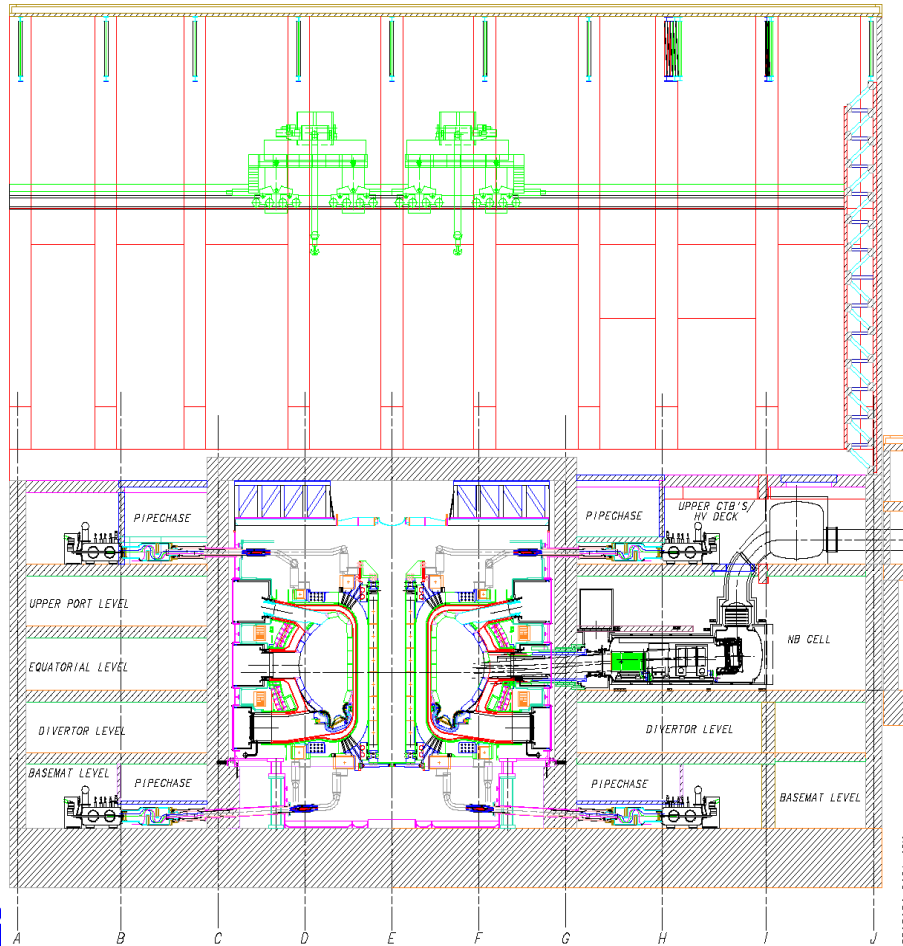 PIPECHASE
PIPECHASE
UPPER CTB'S/
HV DECK
UPPER PORT LEVEL
NB CELL
EQUATORIAL LEVEL
DIVERTOR LEVEL
DIVERTOR LEVEL
BASEMAT LEVEL
PIPECHASE
PIPECHASE
BASEMAT LEVEL
A B C D E F G H I J